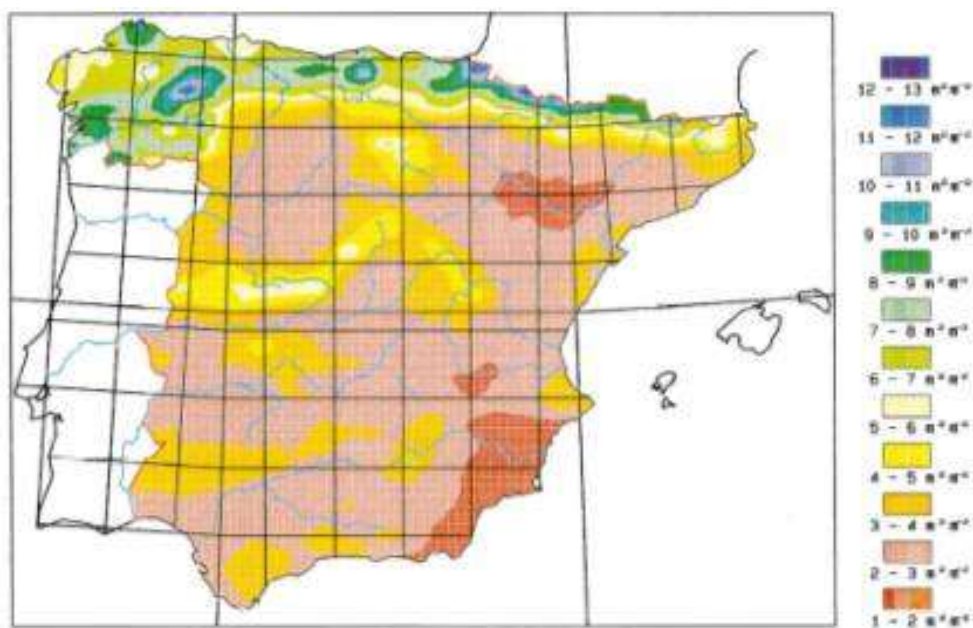 12 - 13 m²m⁻²
11 - 12 m²m⁻²
10 - 11 m²m⁻²
9 - 10 m²m⁻²
8 - 9 m²m⁻²
7 - 8 m²m⁻²
6 - 7 m²m⁻²
5 - 6 m²m⁻²
4 - 5 m²m⁻²
3 - 4 m²m⁻²
2 - 3 m²m⁻²
1 - 2 m²m⁻²